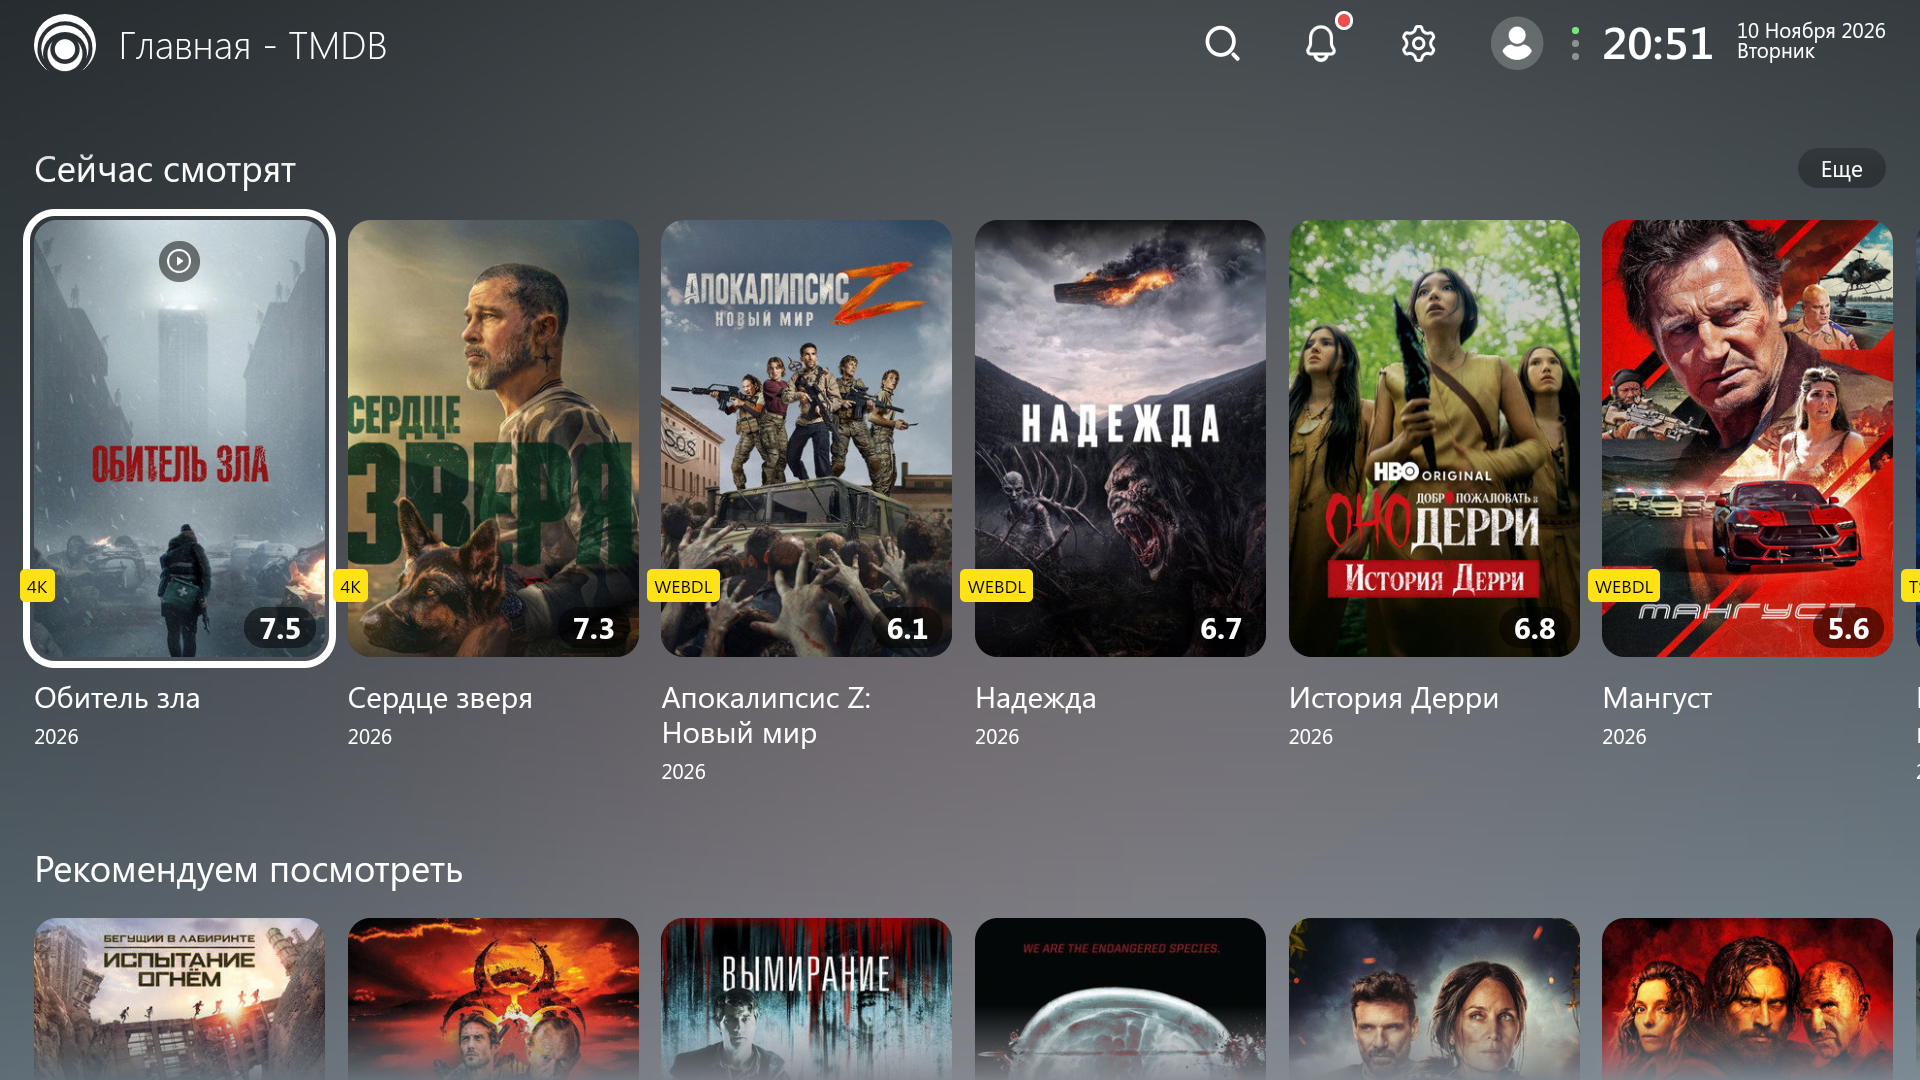 Главная - TMDB
20:51
10 Ноября 2026
Вторник
Сейчас смотрят
Еще
ОБИТЕЛЬ ЗЛА
4K
7.5
СЕРДЦЕ
ЗВЕРЯ
4K
7.3
АПОКАЛИПСИС Z
НОВЫЙ МИР
SOS
WEBDL
6.1
НАДЕЖДА
WEBDL
6.7
HBO ORIGINAL
ОНО
ДОБРО ПОЖАЛОВАТЬ В
ДЕРРИ
История Дерри
6.8
WEBDL
МАНГУСТ
5.6
Обитель зла
2026
Сердце зверя
2026
Апокалипсис Z:
Новый мир
2026
Надежда
2026
История Дерри
2026
Мангуст
2026
Рекомендуем посмотреть
БЕГУЩИЙ В ЛАБИРИНТЕ
ИСПЫТАНИЕ
ОГНЁМ
ВЫМИРАНИЕ
WE ARE THE ENDANGERED SPECIES.